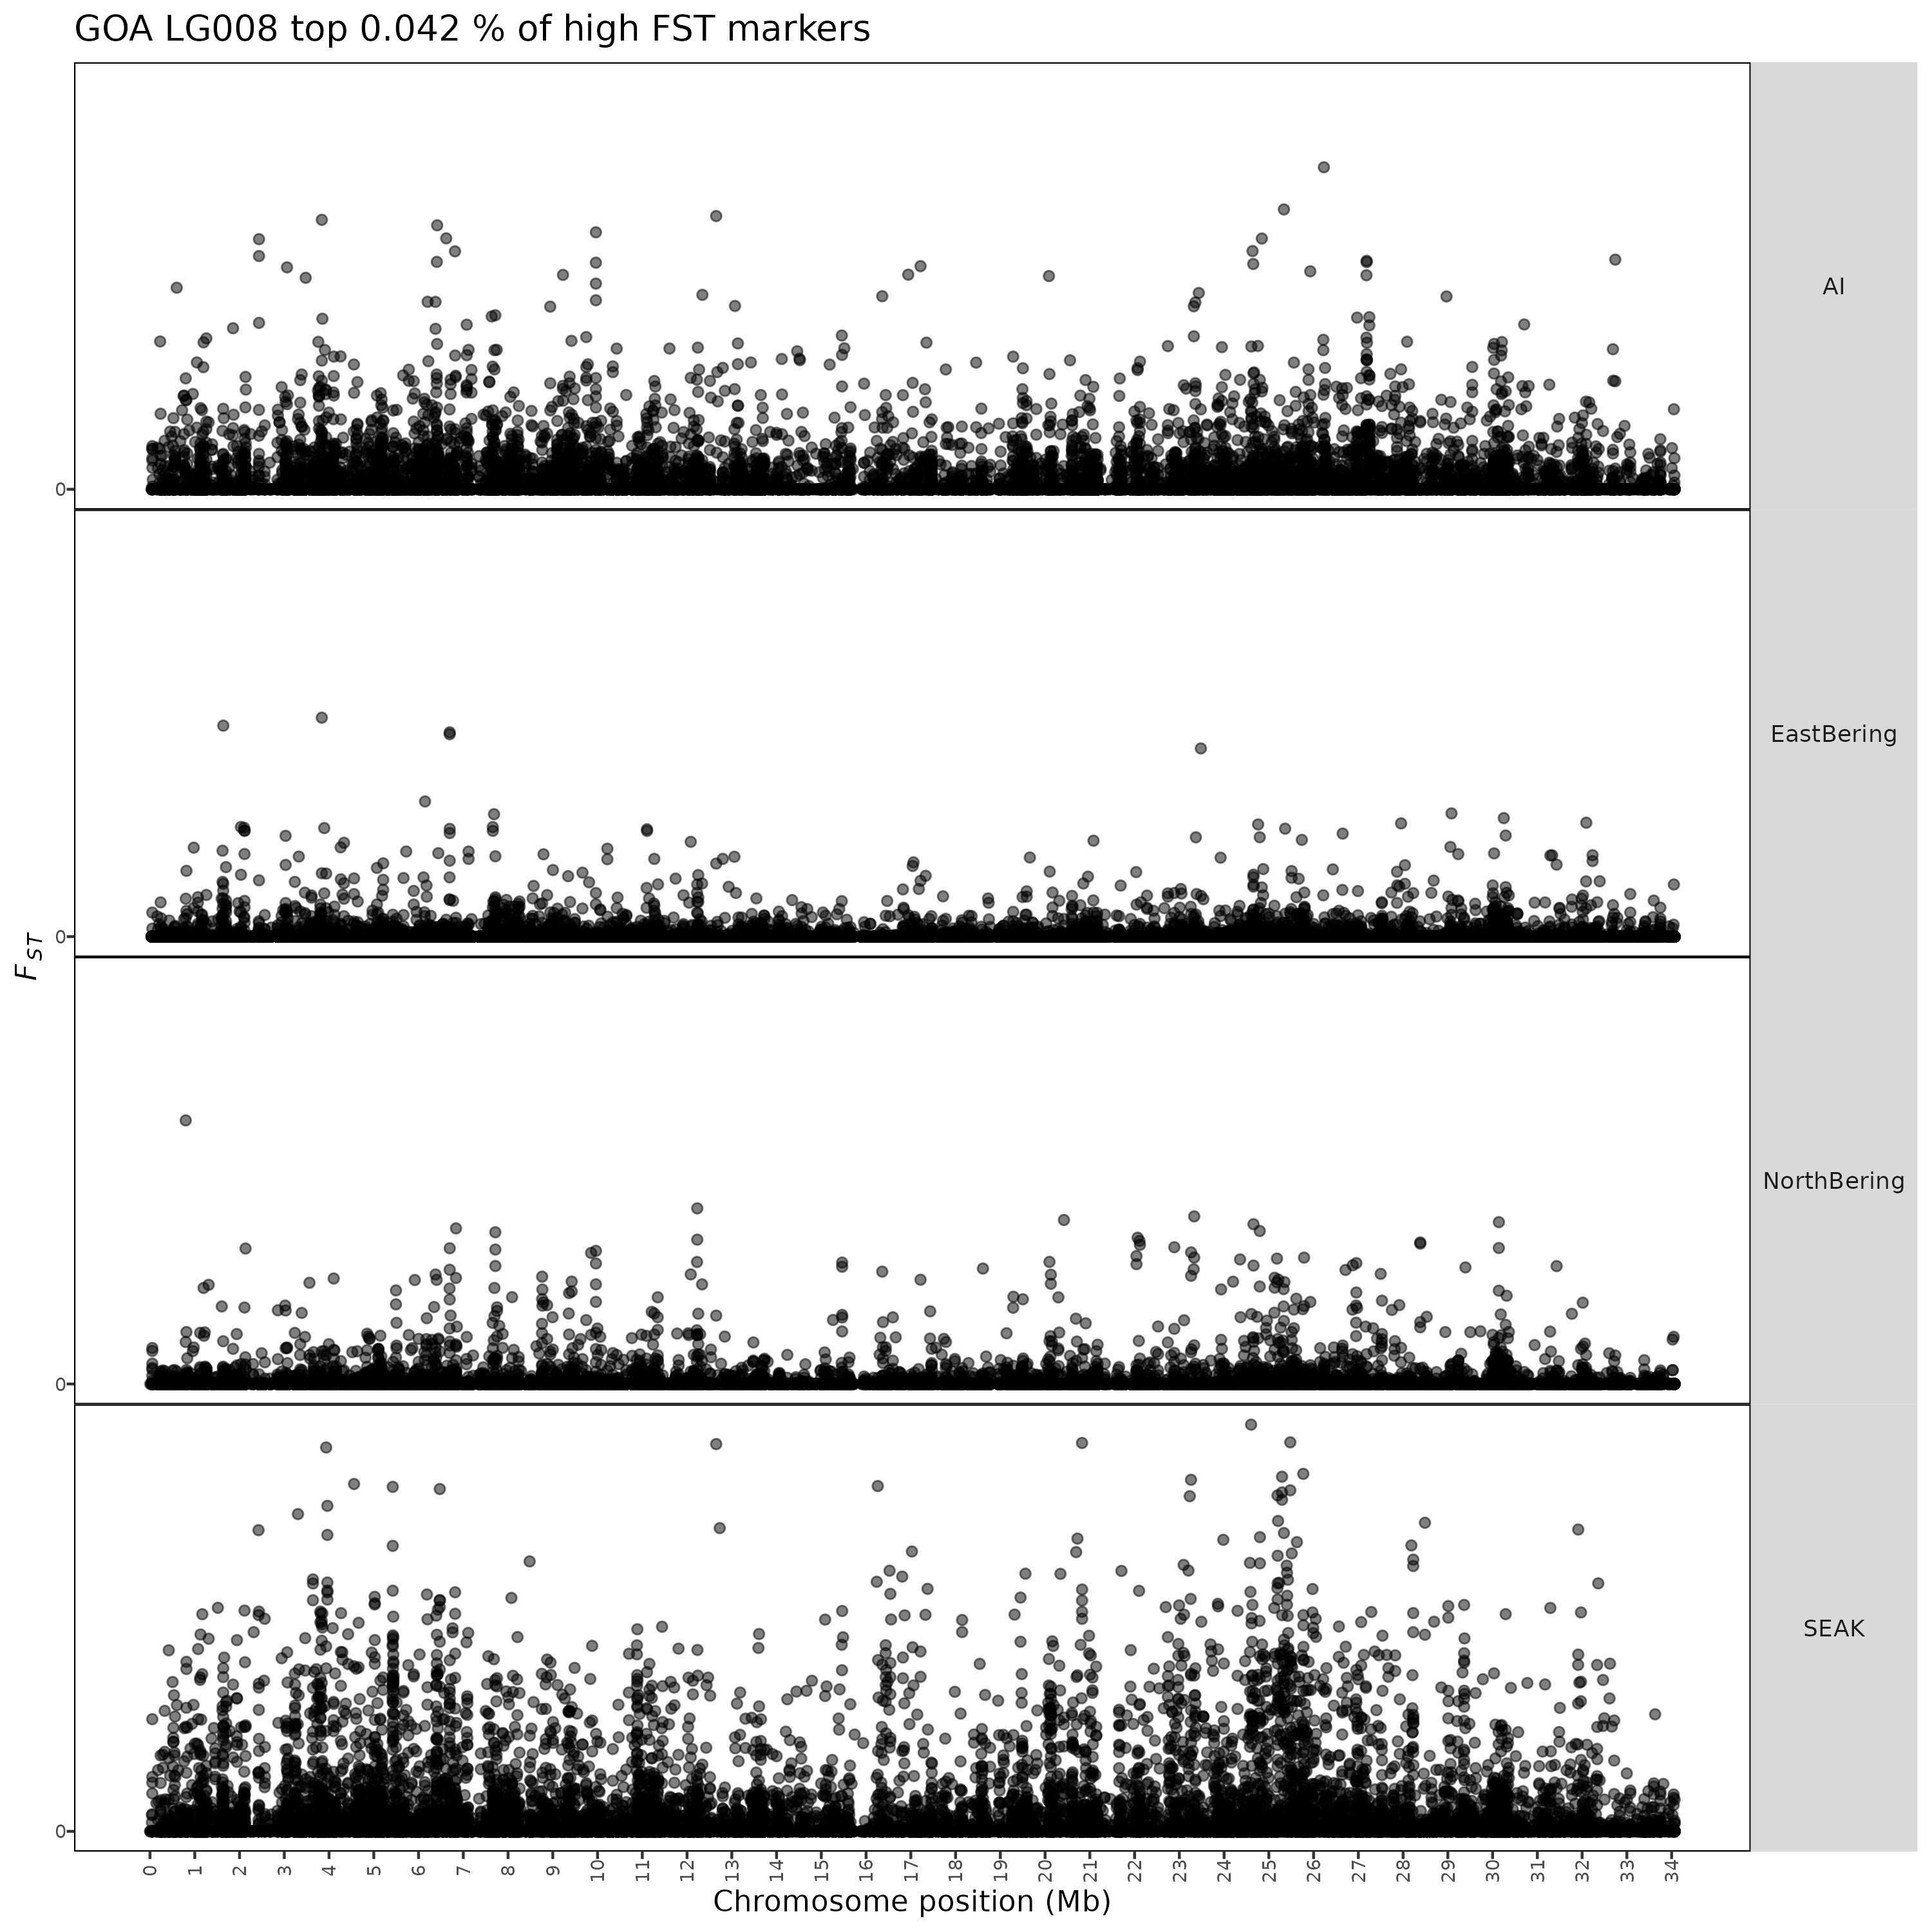 GOA LG008 top 0.042 % of high FST markers
AI
0
EastBering
0
F ST
NorthBering
0
SEAK
0
0 1 2 3 4 5 6 7 8 9 10 11 12 13 14 15 16 17 18 19 20 21 22 23 24 25 26 27 28 29 30 31 32 33 34
Chromosome position (Mb)